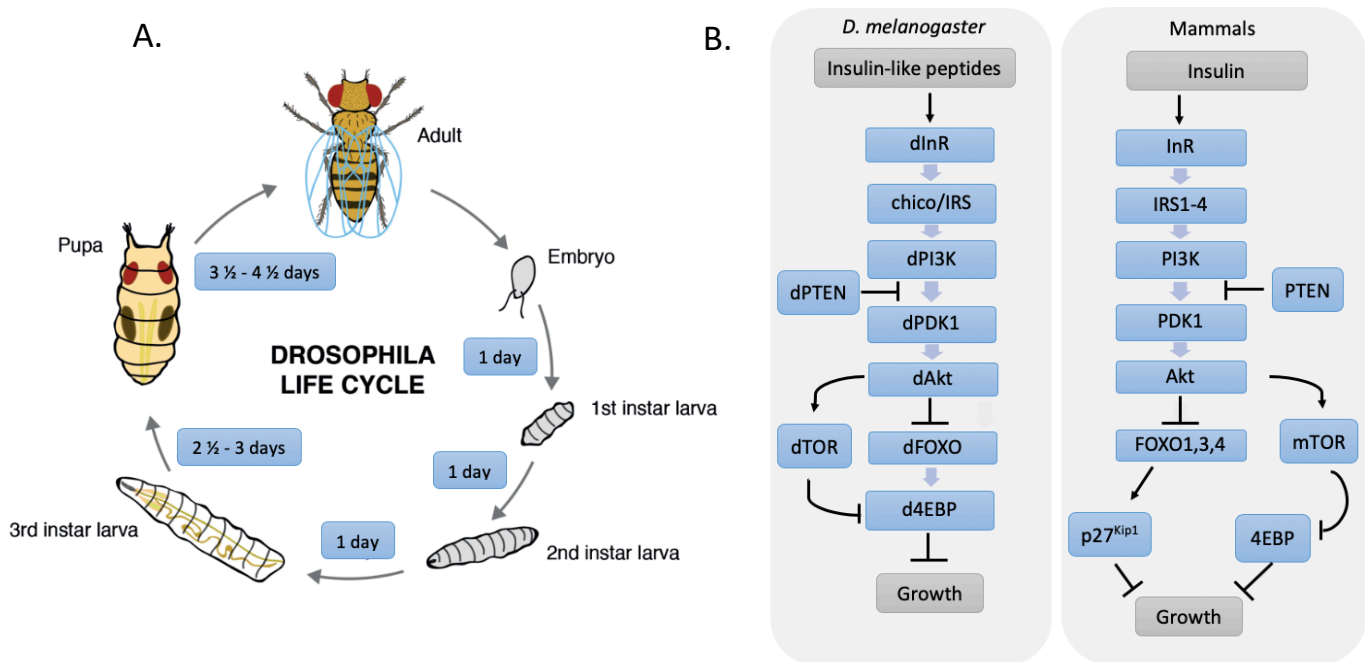 A.
Adult
Pupa
3 ½ - 4 ½ days
Embryo
DROSOPHILA
LIFE CYCLE
1 day
1st instar larva
2 ½ - 3 days
1 day
3rd instar larva
1 day
2nd instar larva
B.
D. melanogaster
Insulin-like peptides
dInR
chico/IRS
dPI3K
dPTEN
dPDK1
dAkt
dTOR
dFOXO
d4EBP
Growth
Mammals
Insulin
InR
IRS1-4
PI3K
PTEN
PDK1
Akt
FOXO1,3,4
mTOR
p27Kip1
4EBP
Growth